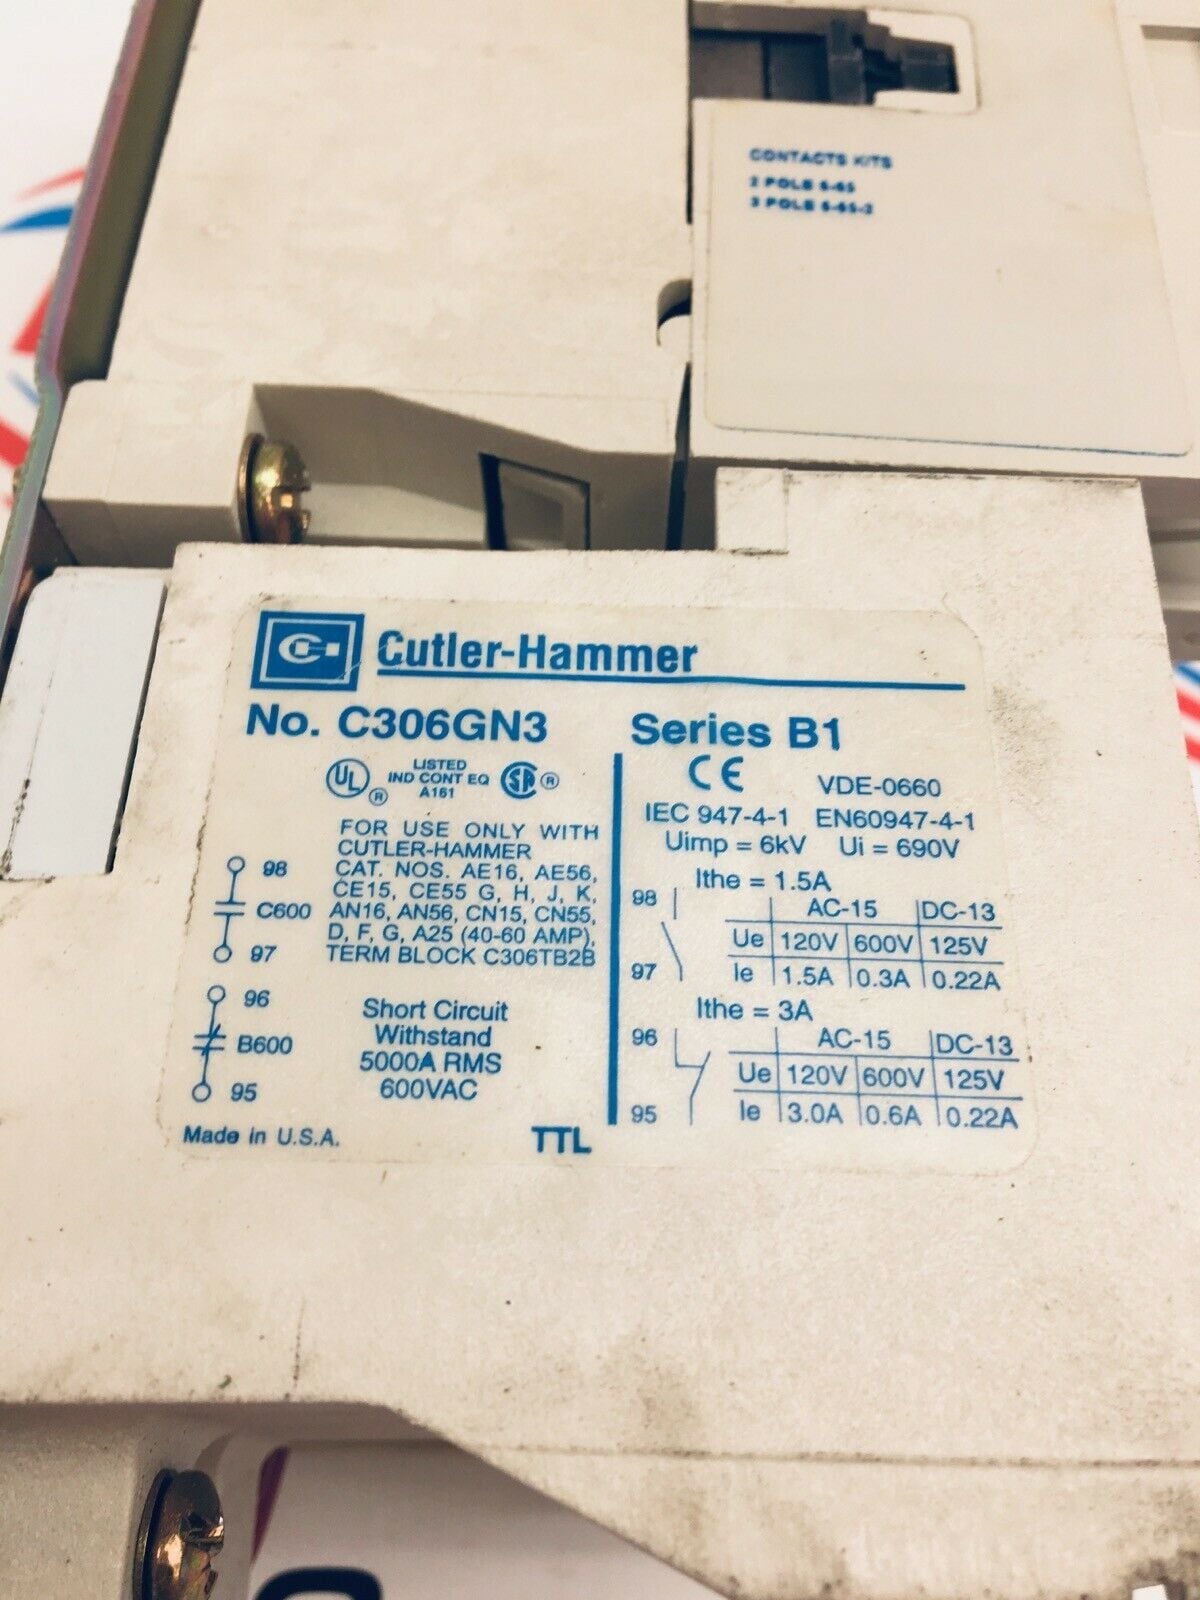 CONTACTS KITS
2 POLE 6-65
3 POLE 6-65-2
Cutler-Hammer
No. C306GN3
Series B1
UL ® LISTED
IND CONT EQ
A161
SA ®
FOR USE ONLY WITH
CUTLER-HAMMER
CAT. NOS. AE16, AE56,
CE15, CE55 G, H, J, K,
AN16, AN56, CN15, CN55,
D, F, G, A25 (40-60 AMP),
TERM BLOCK C306TB2B
98
C600
97
96
B600
95
Short Circuit
Withstand
5000A RMS
600VAC
Made in U.S.A.
TTL
CE VDE-0660
IEC 947-4-1 EN60947-4-1
Uimp = 6kV Ui = 690V
Ithe = 1.5A
98
97
AC-15 DC-13
Ue 120V 600V 125V
Ie 1.5A 0.3A 0.22A
Ithe = 3A
96
95
AC-15 DC-13
Ue 120V 600V 125V
Ie 3.0A 0.6A 0.22A